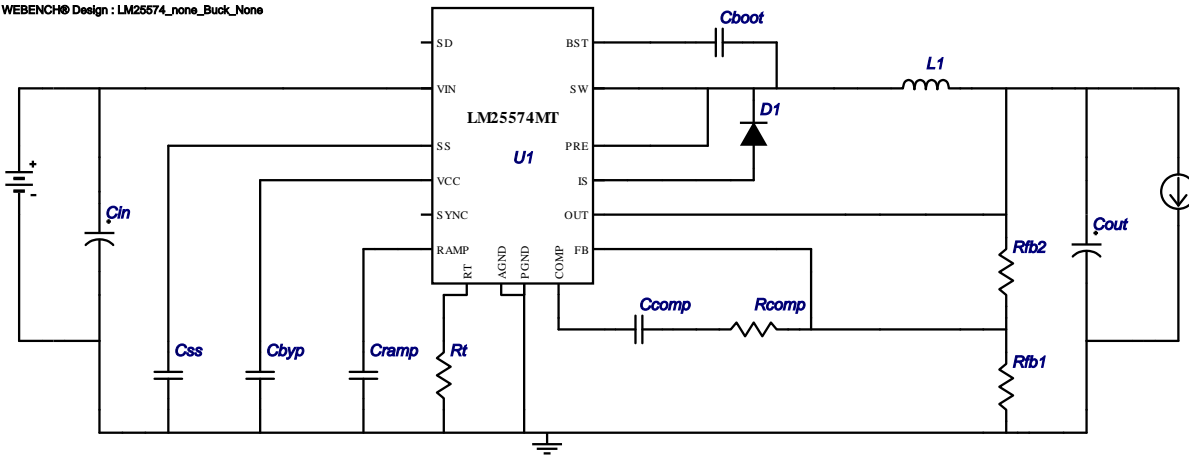 WEBENCH® Design : LM25574_none_Buck_None
Cboot
SD
BST
L1
VIN
SW
D1
LM25574MT
SS
PRE
U1
+
VCC
IS
-
Cin
SYNC
OUT
Cout
RAMP
RT
AGND
PGND
COMP
FB
Rfb2
Ccomp
Rcomp
Css
Cbyp
Cramp
Rt
Rfb1